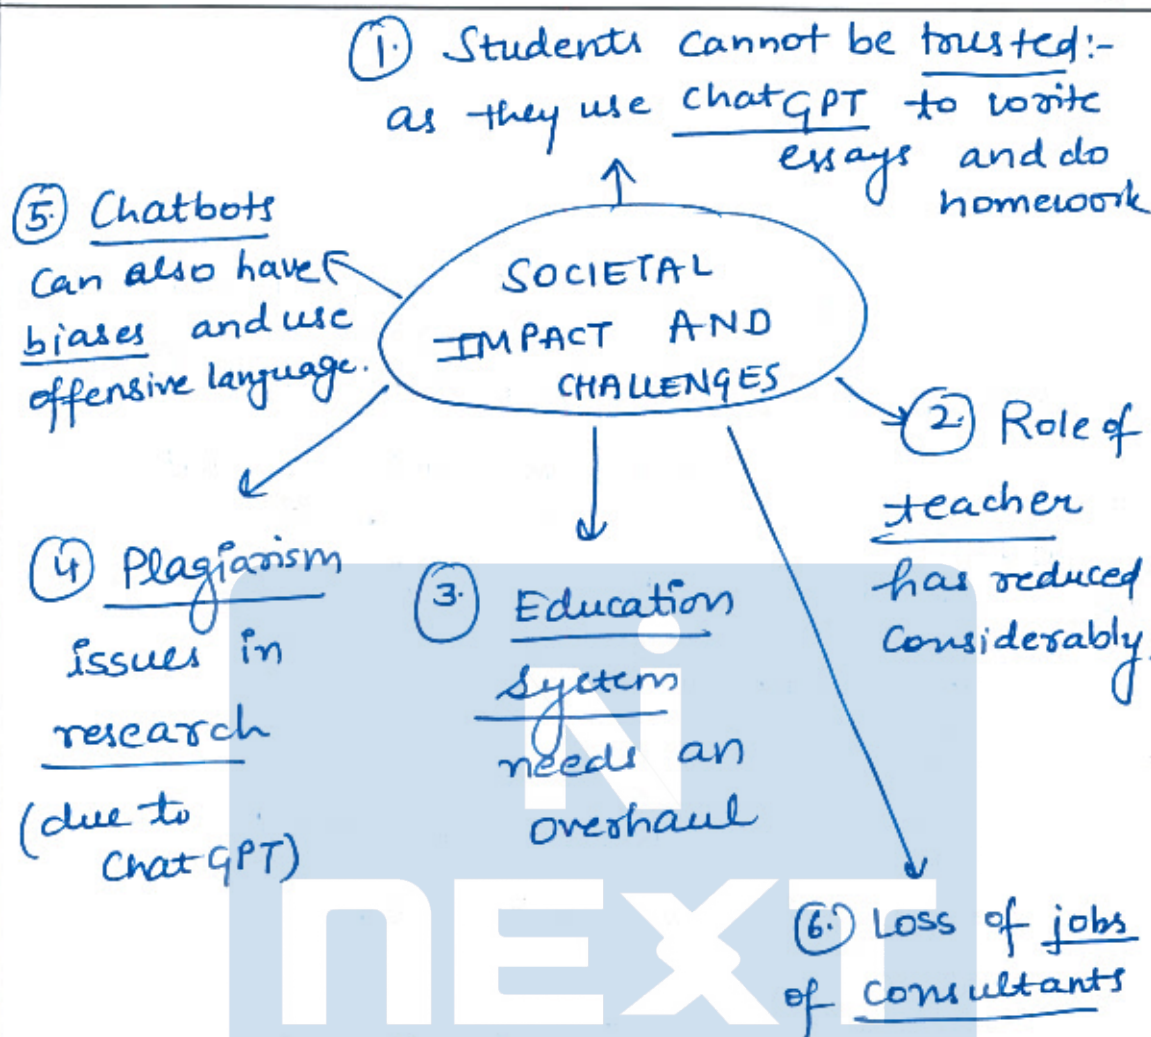 1. Students cannot be trusted:-
as they use ChatGPT to write
essays and do
homework
SOCIETAL
IMPACT AND
CHALLENGES
2. Role of
teacher
has reduced
considerably.
3. Education
system
needs an
overhaul
4 Plagiarism
issues in
research
(due to
ChatGPT)
5. Chatbots
can also have
biases and use
offensive language.
6. Loss of jobs
of consultants
N
NEXT